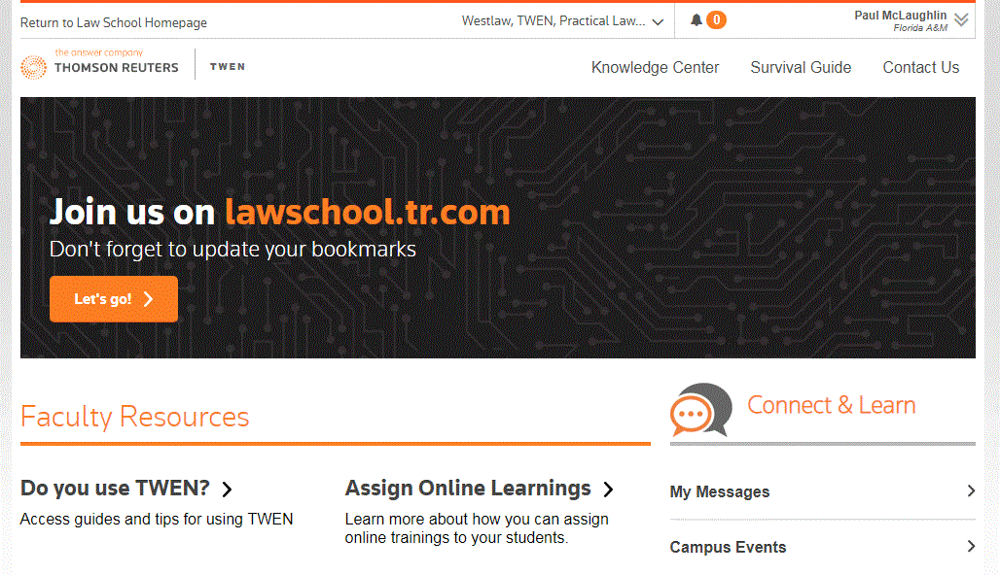 Return to Law School Homepage
Westlaw, TWEN, Practical Law...
0
Paul McLaughlin
Florida A&M
the answer company
THOMSON REUTERS
TWEN
Knowledge Center
Survival Guide
Contact Us
Join us on lawschool.tr.com
Don't forget to update your bookmarks
Let's go!
Faculty Resources
Connect & Learn
Do you use TWEN?
Access guides and tips for using TWEN
Assign Online Learnings
Learn more about how you can assign
online trainings to your students.
My Messages
Campus Events